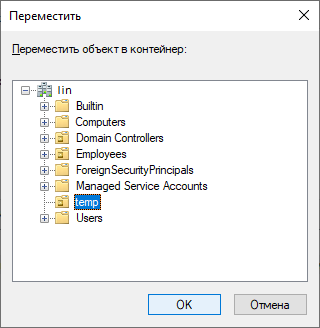 Переместить
Переместить объект в контейнер:
lin
Builtin
Computers
Domain Controllers
Employees
ForeignSecurityPrincipals
Managed Service Accounts
temp
Users
OK
Отмена